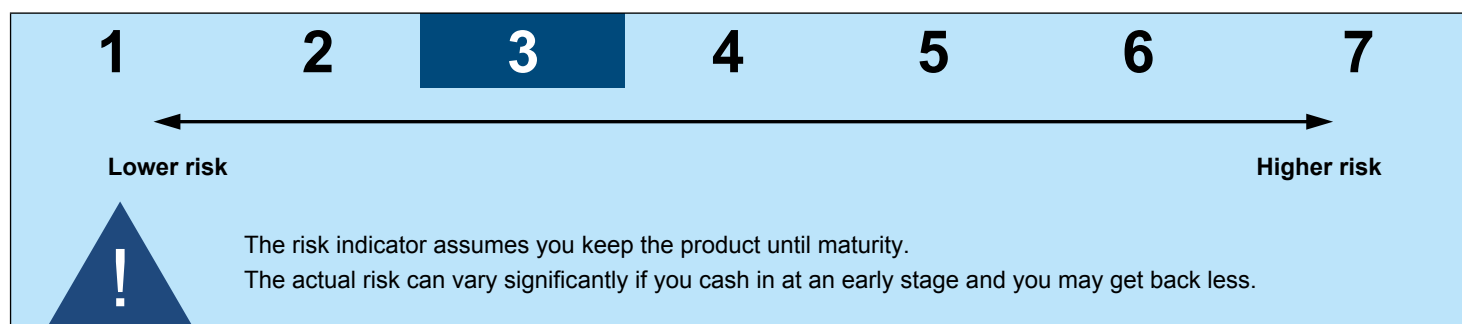 1 2 3 4 5 6 7
Lower risk Higher risk
!
The risk indicator assumes you keep the product until maturity.
The actual risk can vary significantly if you cash in at an early stage and you may get back less.